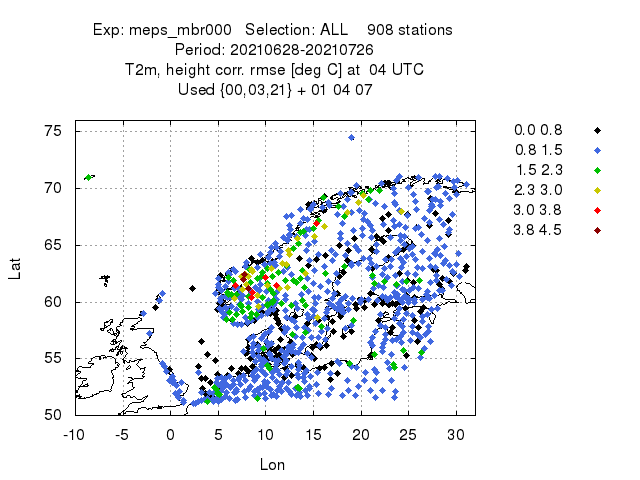 Exp: meps_mbr000   Selection: ALL    908 stations
Period: 20210628-20210726
T2m, height corr. rmse [deg C] at  04 UTC
Used {00,03,21} + 01 04 07
75
70
65
60
55
50
Lat
-10 -5 0 5 10 15 20 25 30
Lon
0.0 0.8
0.8 1.5
1.5 2.3
2.3 3.0
3.0 3.8
3.8 4.5